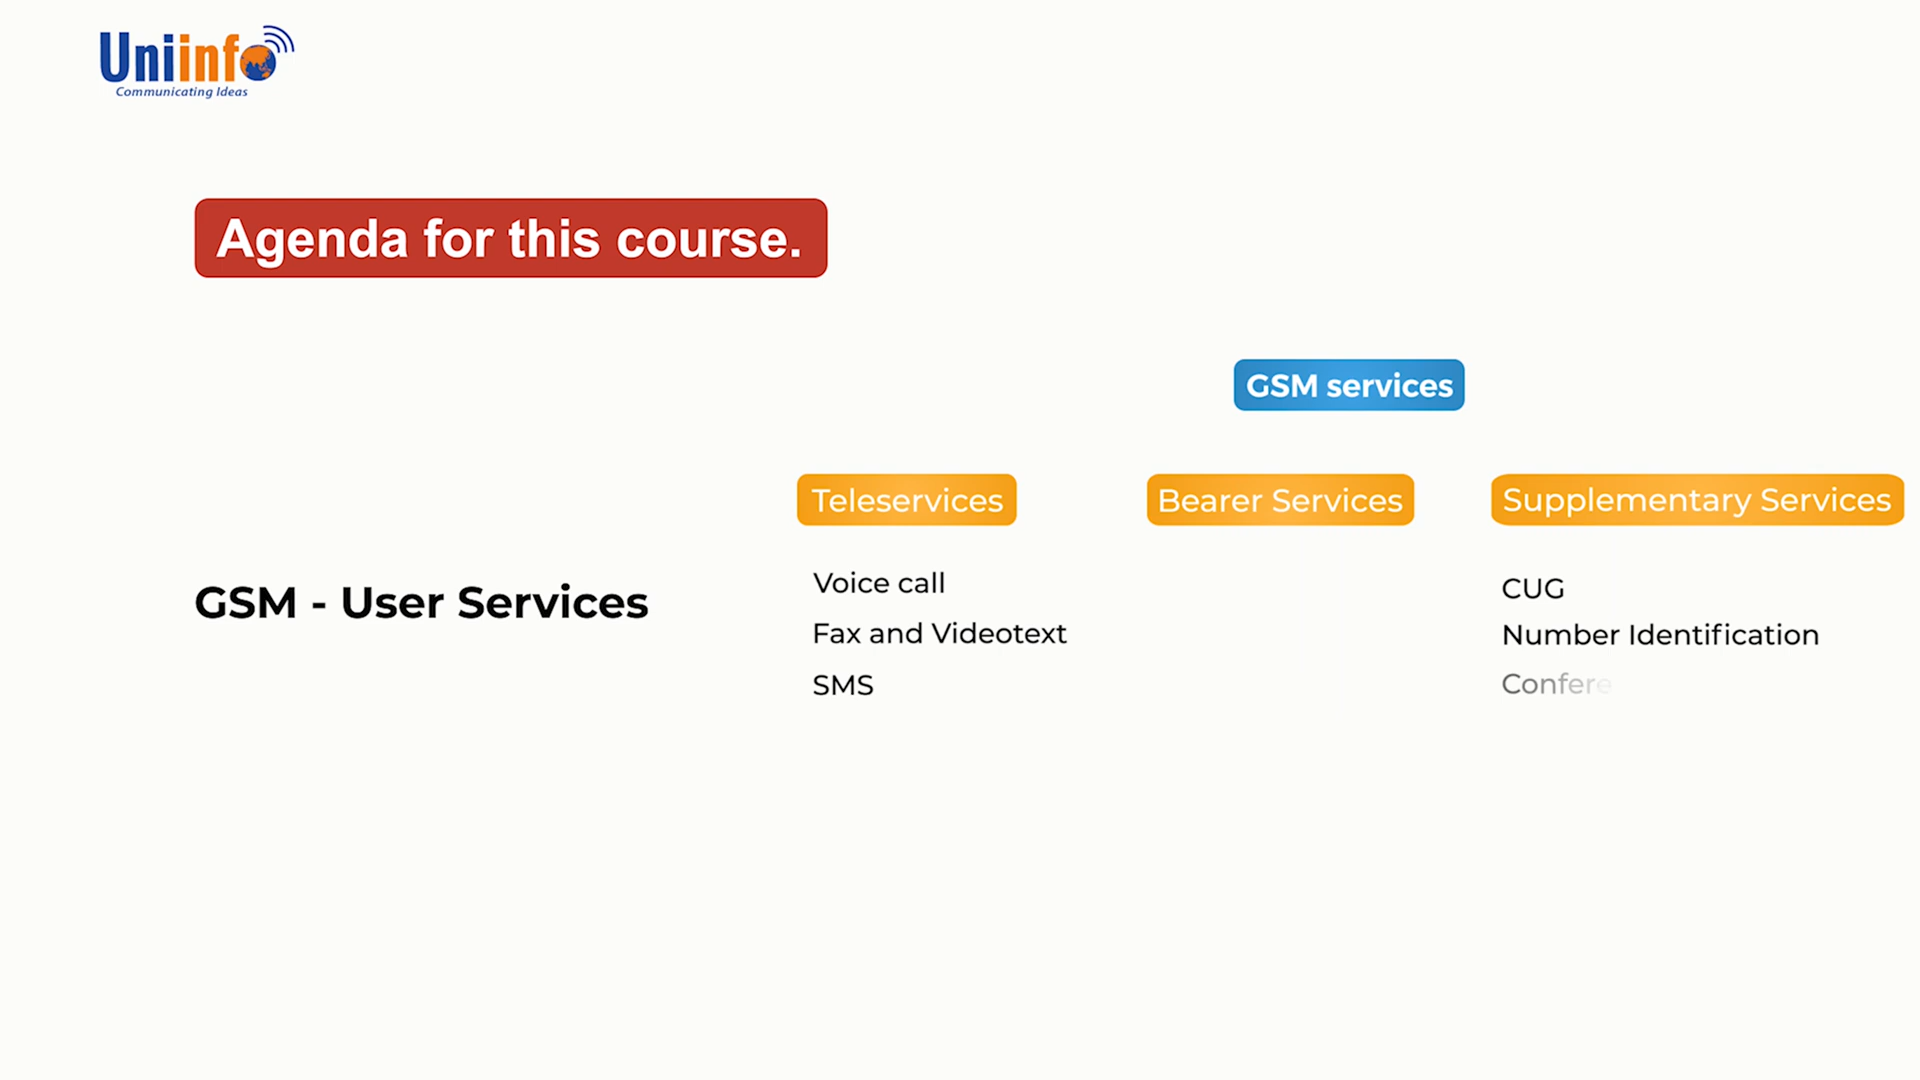 Uniinfo
Communicating Ideas
Agenda for this course.
GSM services
Teleservices
Bearer Services
Supplementary Services
GSM - User Services
Voice call
Fax and Videotext
SMS
CUG
Number Identification
Confere